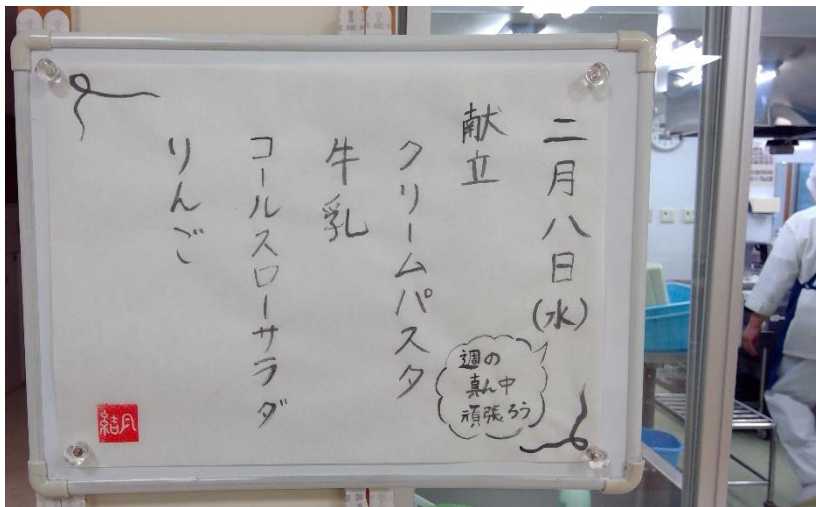 二月八日(水)
週の
真ん中
頑張ろう
献立
クリームパスタ
牛乳
コールスローサラダ
りんご
結月